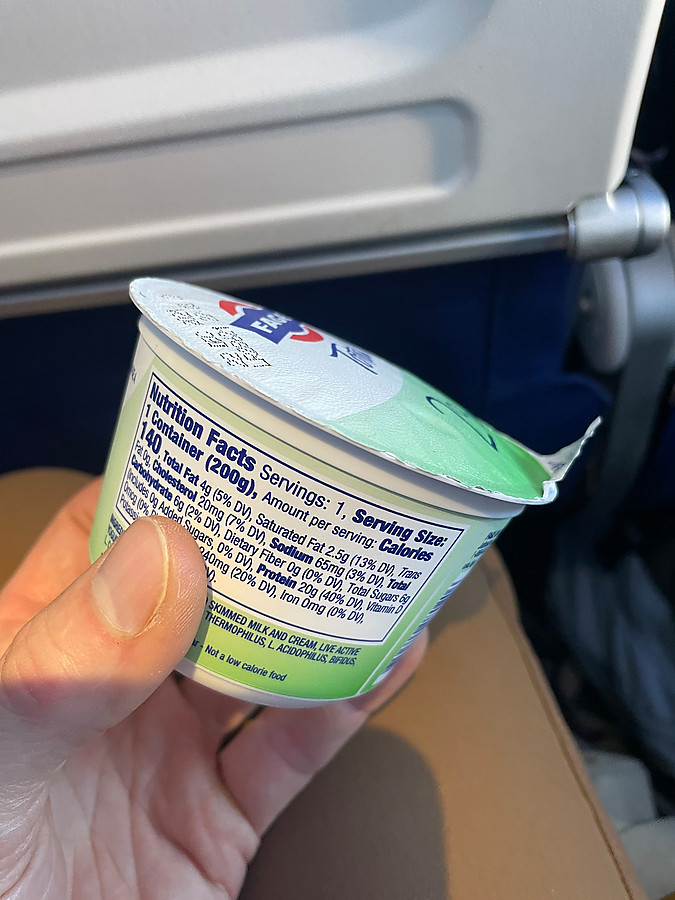 FAGE
2
Nutrition Facts Servings: 1, Serving Size:
1 Container (200g), Amount per serving: Calories
140, Total Fat 4g (5% DV), Saturated Fat 2.5g (13% DV), Trans
Fat 0g, Cholesterol 20mg (7% DV), Sodium 65mg (3% DV), Total
Carbohydrate 6g (2% DV), Dietary Fiber 0g (0% DV), Total Sugars 6g
(Includes 0g Added Sugars, 0% DV), Protein 20g (40% DV), Vitamin D
0mcg (0% (20% DV), Iron 0mg (0% DV),
SKIMMED MILK AND CREAM, LIVE ACTIVE
THERMOPHILUS, L. ACIDOPHILUS, BIFIDUS,
- Not a low calorie food